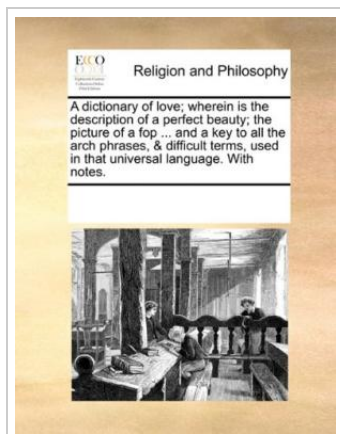 ECCO
Religion and Philosophy
A dictionary of love; wherein is the
description of a perfect beauty; the
picture of a fop ... and a key to all the
arch phrases, & difficult terms, used
in that universal language. With
notes.